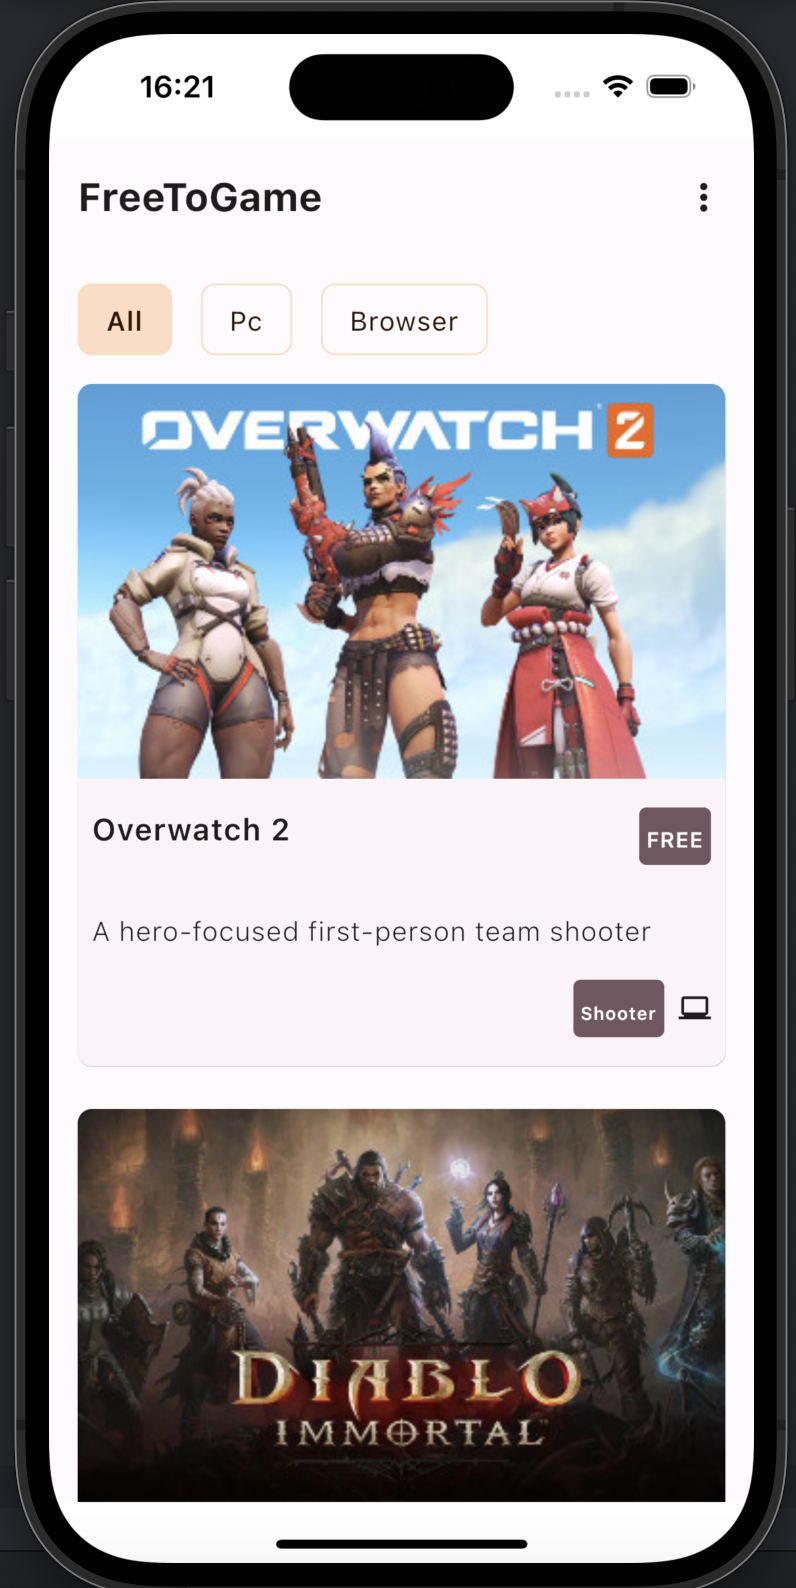 16:21
FreeToGame
All
Pc
Browser
OVERWATCH 2
Overwatch 2
FREE
A hero-focused first-person team shooter
Shooter
DIABLO
IMMORTAL